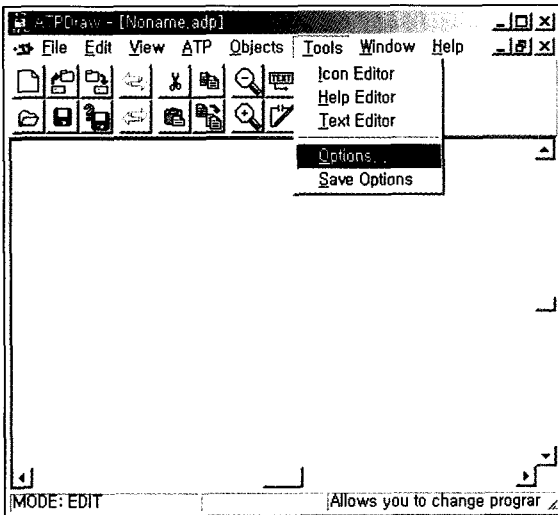 ATPDraw - [Noname.adp]
File Edit View ATP Objects Tools Window Help
Icon Editor
Help Editor
Text Editor
Options...
Save Options
MODE: EDIT
Allows you to change prograr